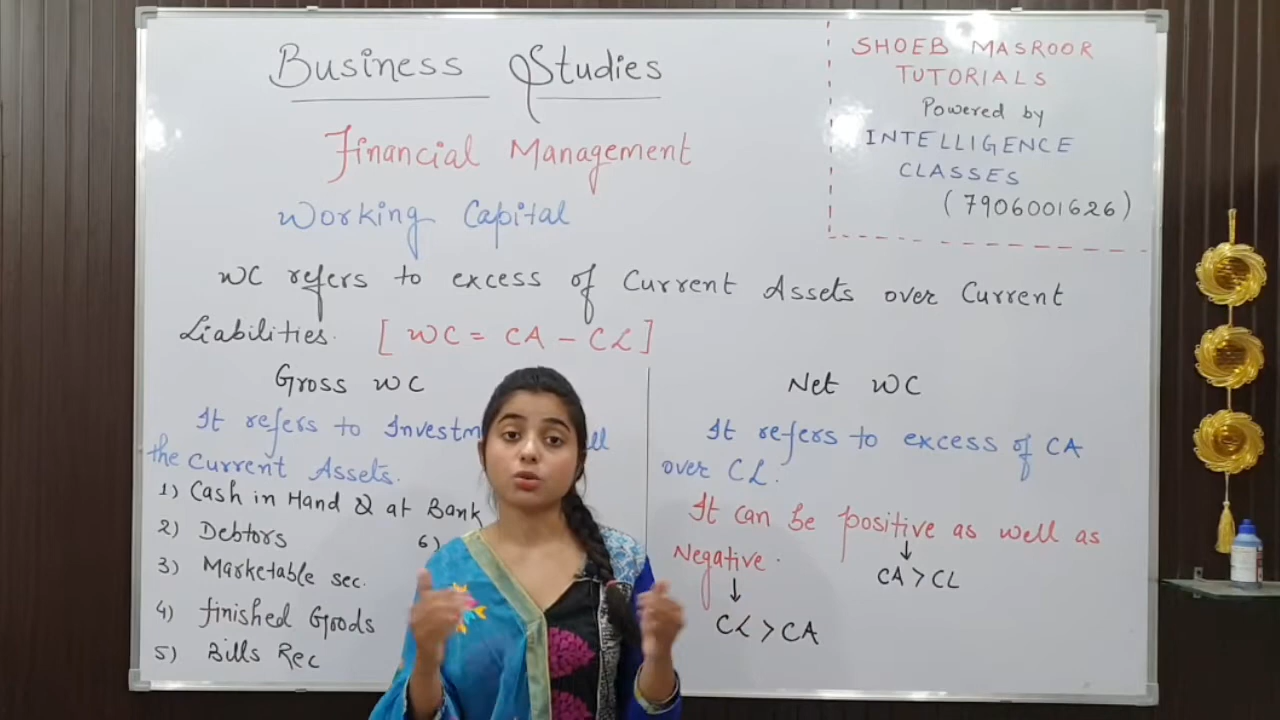 Business Studies
Financial Management
Working Capital
SHOEB MASROOR
TUTORIALS
Powered by
INTELLIGENCE
CLASSES
(7906001626)
WC refers to excess of Current Assets over Current
Liabilities. [WC = CA - CL]
Gross WC
It refers to
the Current Assets.
1) Cash in Hand & at Bank
2) Debtors
3) Marketable sec.
4) finished Goods
5) Bills Rec
6)
Net WC
It refers to excess of CA
over CL.
It can be positive as well as
Negative.
↓
CA > CL
↓
CL > CA